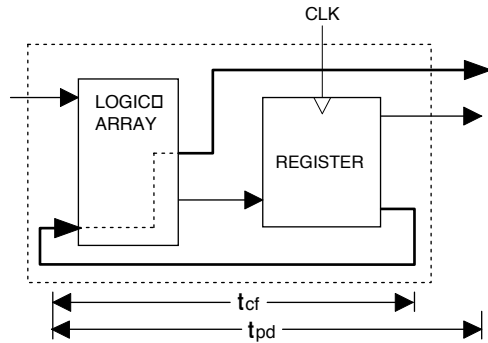 CLK
LOGIC□
ARRAY
REGISTER
tcf
tpd